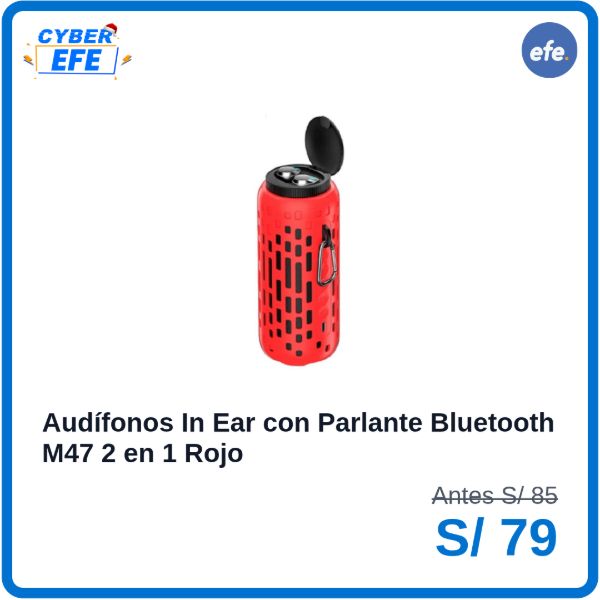 CYBER
EFE
efe.
Audífonos In Ear con Parlante Bluetooth
M47 2 en 1 Rojo
Antes S/ 85
S/ 79